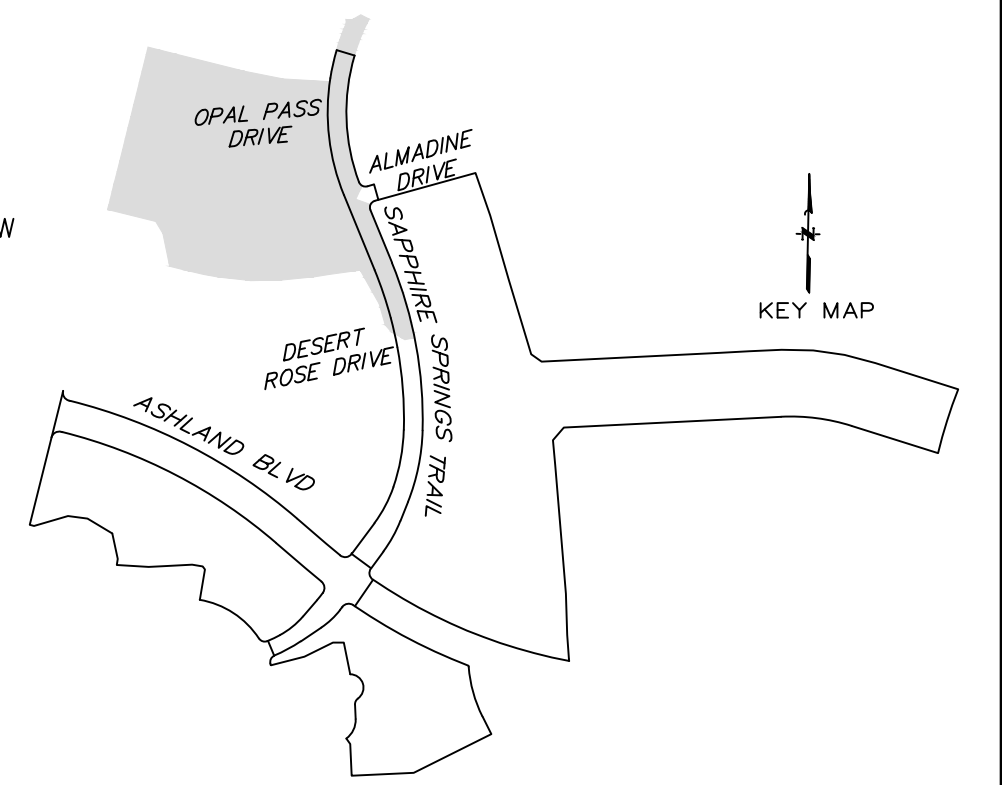 OPAL PASS
DRIVE
ALMADINE
DRIVE
W
SAPPHIRE SPRINGS TRAIL
N
KEY MAP
DESERT
ROSE DRIVE
ASHLAND BLVD